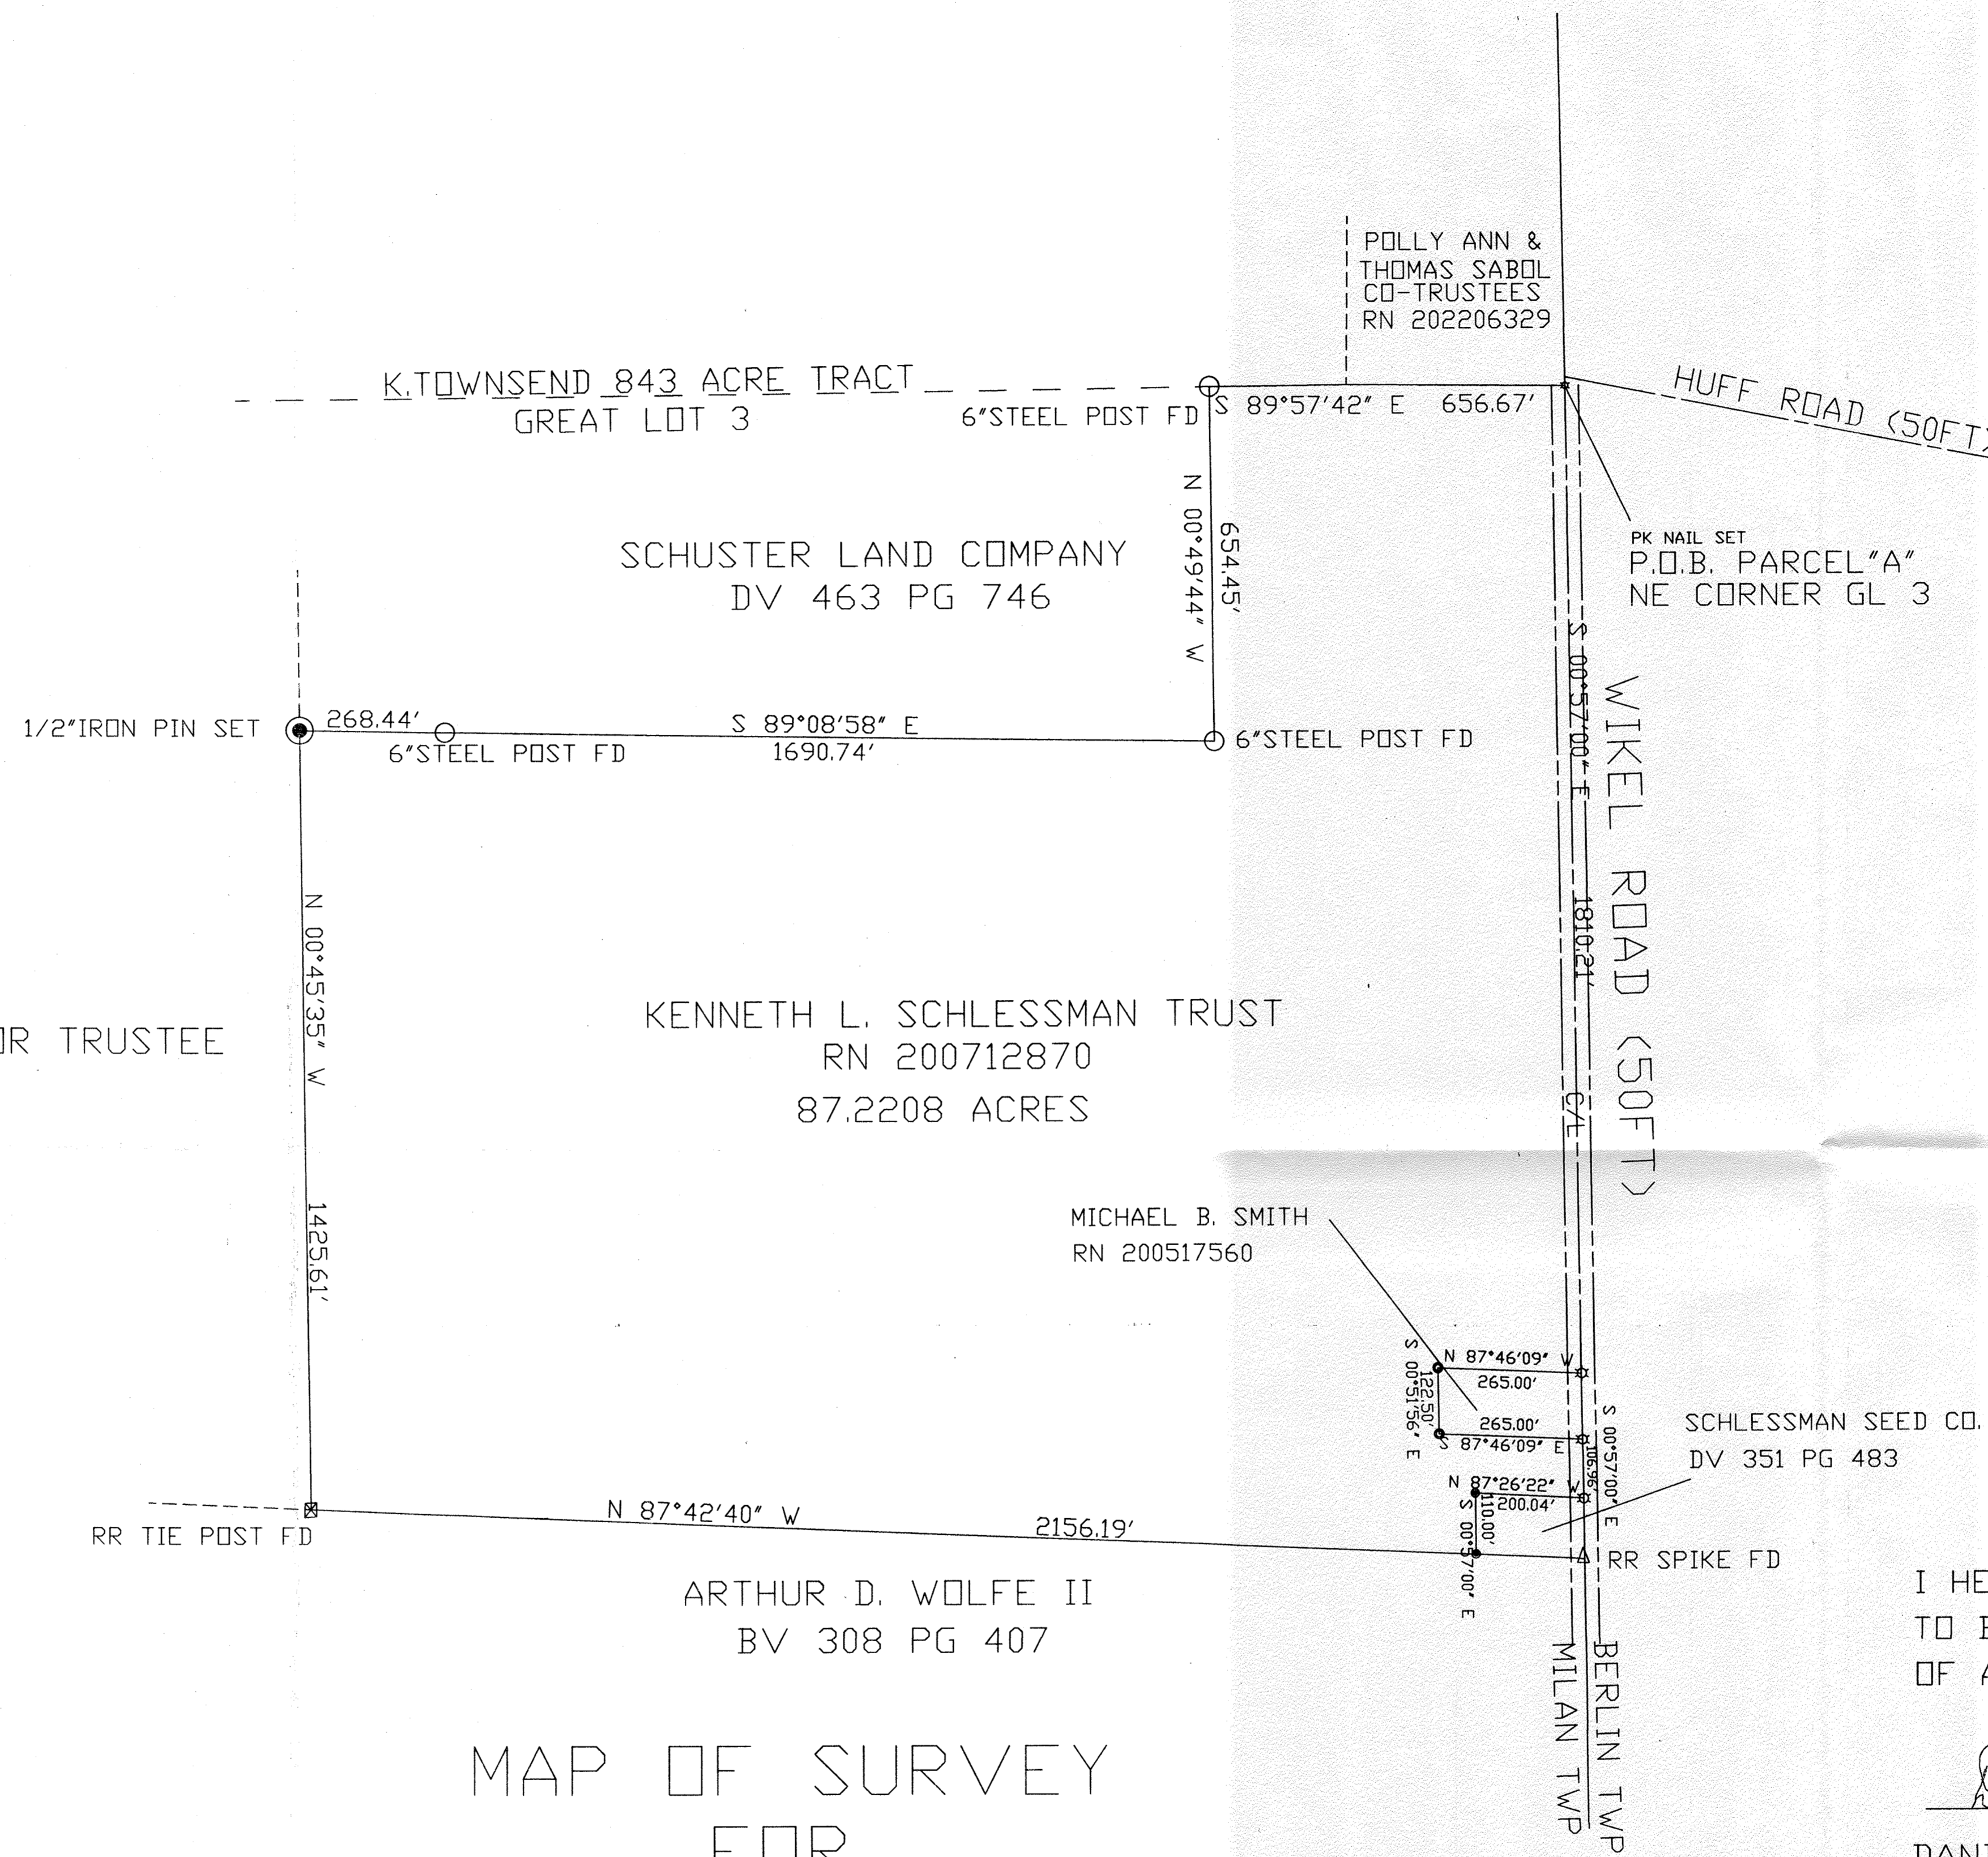 POLLY ANN &
THOMAS SABOL
CO-TRUSTEES
RN 202206329
K.TOWNSEND 843 ACRE TRACT
GREAT LOT 3
6"STEEL POST FD
S 89°57'42" E 656.67'
HUFF ROAD (50FT)
N 00°49'44" W
654.45'
SCHUSTER LAND COMPANY
DV 463 PG 746
PK NAIL SET
P.O.B. PARCEL"A"
NE CORNER GL 3
S 00°57'00" E
1810.21'
C/L
WIKEL ROAD (50FT)
1/2"IRON PIN SET
268.44'
6"STEEL POST FD
S 89°08'58" E
1690.74'
6"STEEL POST FD
N 00°45'35" W
1425.61'
OR TRUSTEE
KENNETH L. SCHLESSMAN TRUST
RN 200712870
87.2208 ACRES
MICHAEL B. SMITH
RN 200517560
N 87°46'09" W
265.00'
122.50'
S 00°51'56" E
265.00'
S 87°46'09" E
S 00°57'00" E
106.96'
SCHLESSMAN SEED CO.
DV 351 PG 483
N 87°26'22" W
200.04'
110.00'
S 00°57'00" E
RR TIE POST FD
N 87°42'40" W
2156.19'
RR SPIKE FD
ARTHUR D. WOLFE II
BV 308 PG 407
MILAN TWP
BERLIN TWP
I HE
TO B
OF A
MAP OF SURVEY
FOR